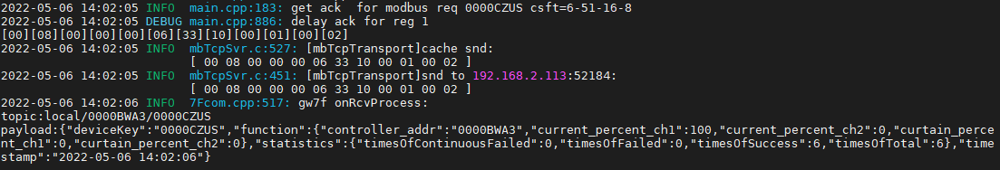 2022-05-06 14:02:05 INFO  main.cpp:183: get ack  for modbus req 0000CZUS csft=6-51-16-8
2022-05-06 14:02:05 DEBUG main.cpp:886: delay ack for reg 1
[00][08][00][00][00][06][33][10][00][01][00][02]
2022-05-06 14:02:05 INFO  mbTcpSvr.c:527: [mbTcpTransport]cache snd:
[ 00 08 00 00 00 06 33 10 00 01 00 02 ]
2022-05-06 14:02:05 INFO  mbTcpSvr.c:451: [mbTcpTransport]snd to 192.168.2.113:52184:
[ 00 08 00 00 00 06 33 10 00 01 00 02 ]
2022-05-06 14:02:06 INFO  7Fcom.cpp:517: gw7f onRcvProcess:
topic:local/0000BWA3/0000CZUS
payload:{"deviceKey":"0000CZUS","function":{"controller_addr":"0000BWA3","current_percent_ch1":100,"current_percent_ch2":0,"curtain_perce
nt_ch1":0,"curtain_percent_ch2":0},"statistics":{"timesOfContinuousFailed":0,"timesOfFailed":0,"timesOfSuccess":6,"timesOfTotal":6},"time
stamp":"2022-05-06 14:02:06"}